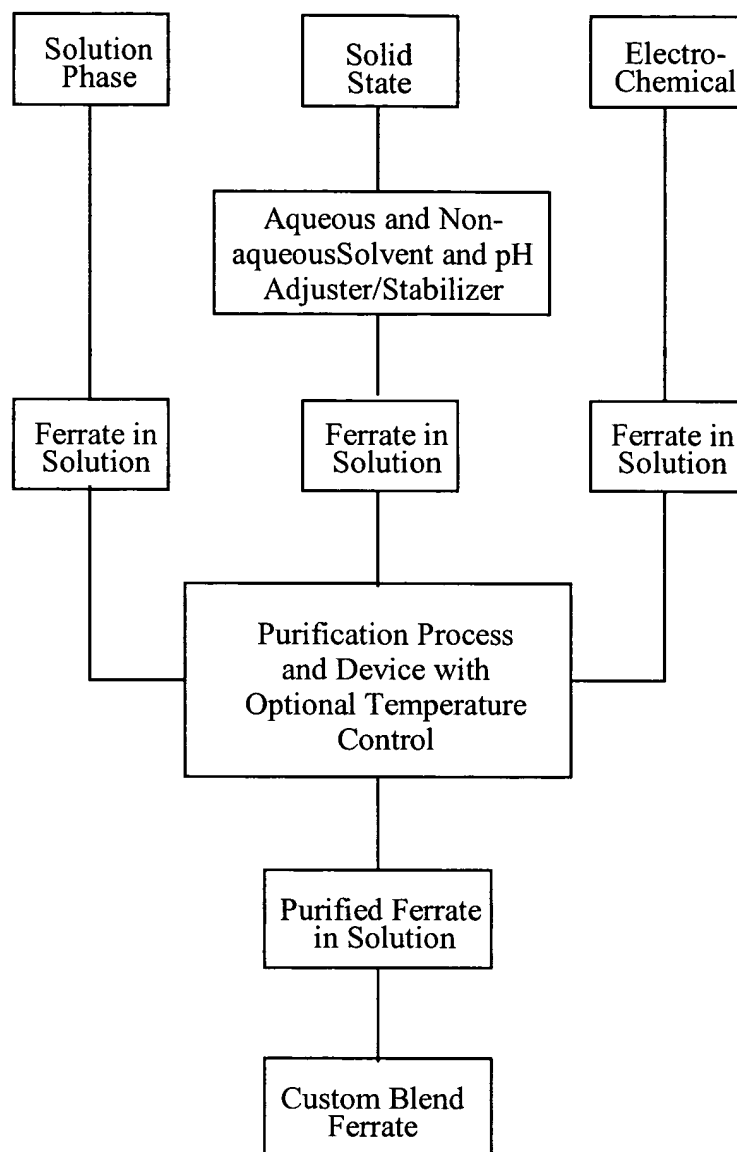 Solution
Phase
Solid
State
Electro-
Chemical
Aqueous and Non-
aqueousSolvent and pH
Adjuster/Stabilizer
Ferrate in
Solution
Ferrate in
Solution
Ferrate in
Solution
Purification Process
and Device with
Optional Temperature
Control
Purified Ferrate
in Solution
Custom Blend
Ferrate